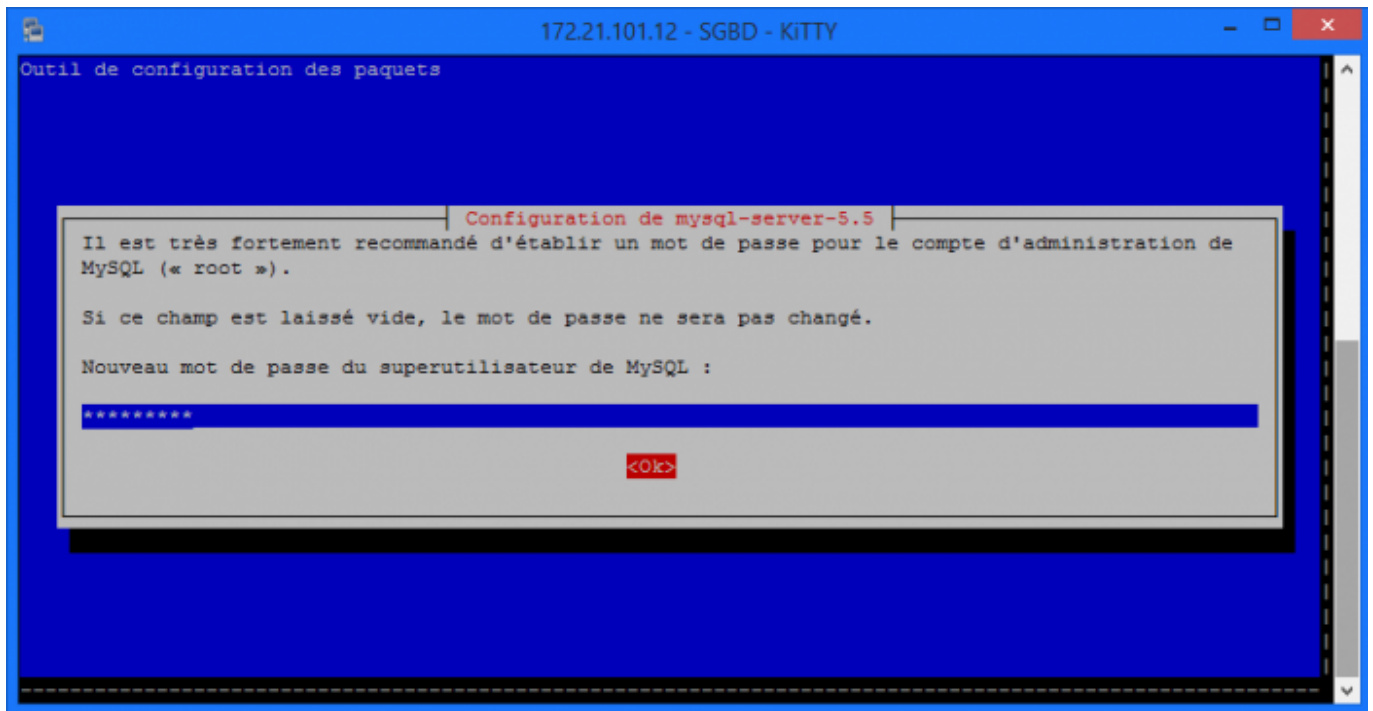 172.21.101.12 - SGBD - KiTTY
Outil de configuration des paquets
Configuration de mysql-server-5.5
Il est très fortement recommandé d'établir un mot de passe pour le compte d'administration de
MySQL (« root »).
Si ce champ est laissé vide, le mot de passe ne sera pas changé.
Nouveau mot de passe du superutilisateur de MySQL :
*********
<Ok>